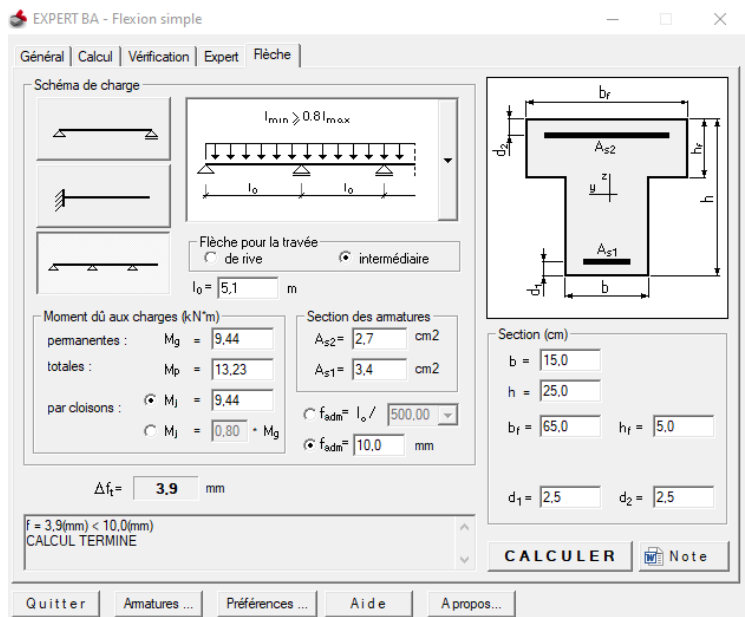 EXPERT BA - Flexion simple
Général Calcul Vérification Expert Flèche
Schéma de charge
lmin ⩾ 0.8 lmax
l₀ l₀
Flèche pour la travée
de rive intermédiaire
l₀ = 5,1 m
Moment dû aux charges (kN*m)
permanentes : Mg = 9,44
totales : Mp = 13,23
par cloisons : Mj = 9,44
Mj = 0,80 * Mg
Section des armatures
As2 = 2,7 cm2
As1 = 3,4 cm2
fadm = l₀ / 500,00
fadm = 10,0 mm
Δft = 3,9 mm
f = 3,9(mm) < 10,0(mm)
CALCUL TERMINE
bf
d2
As2
hf
z
y
h
As1
d1
b
Section (cm)
b = 15,0
h = 25,0
bf = 65,0 hf = 5,0
d1 = 2,5 d2 = 2,5
CALCULER Note
Quitter Armatures ... Préférences ... Aide A propos...